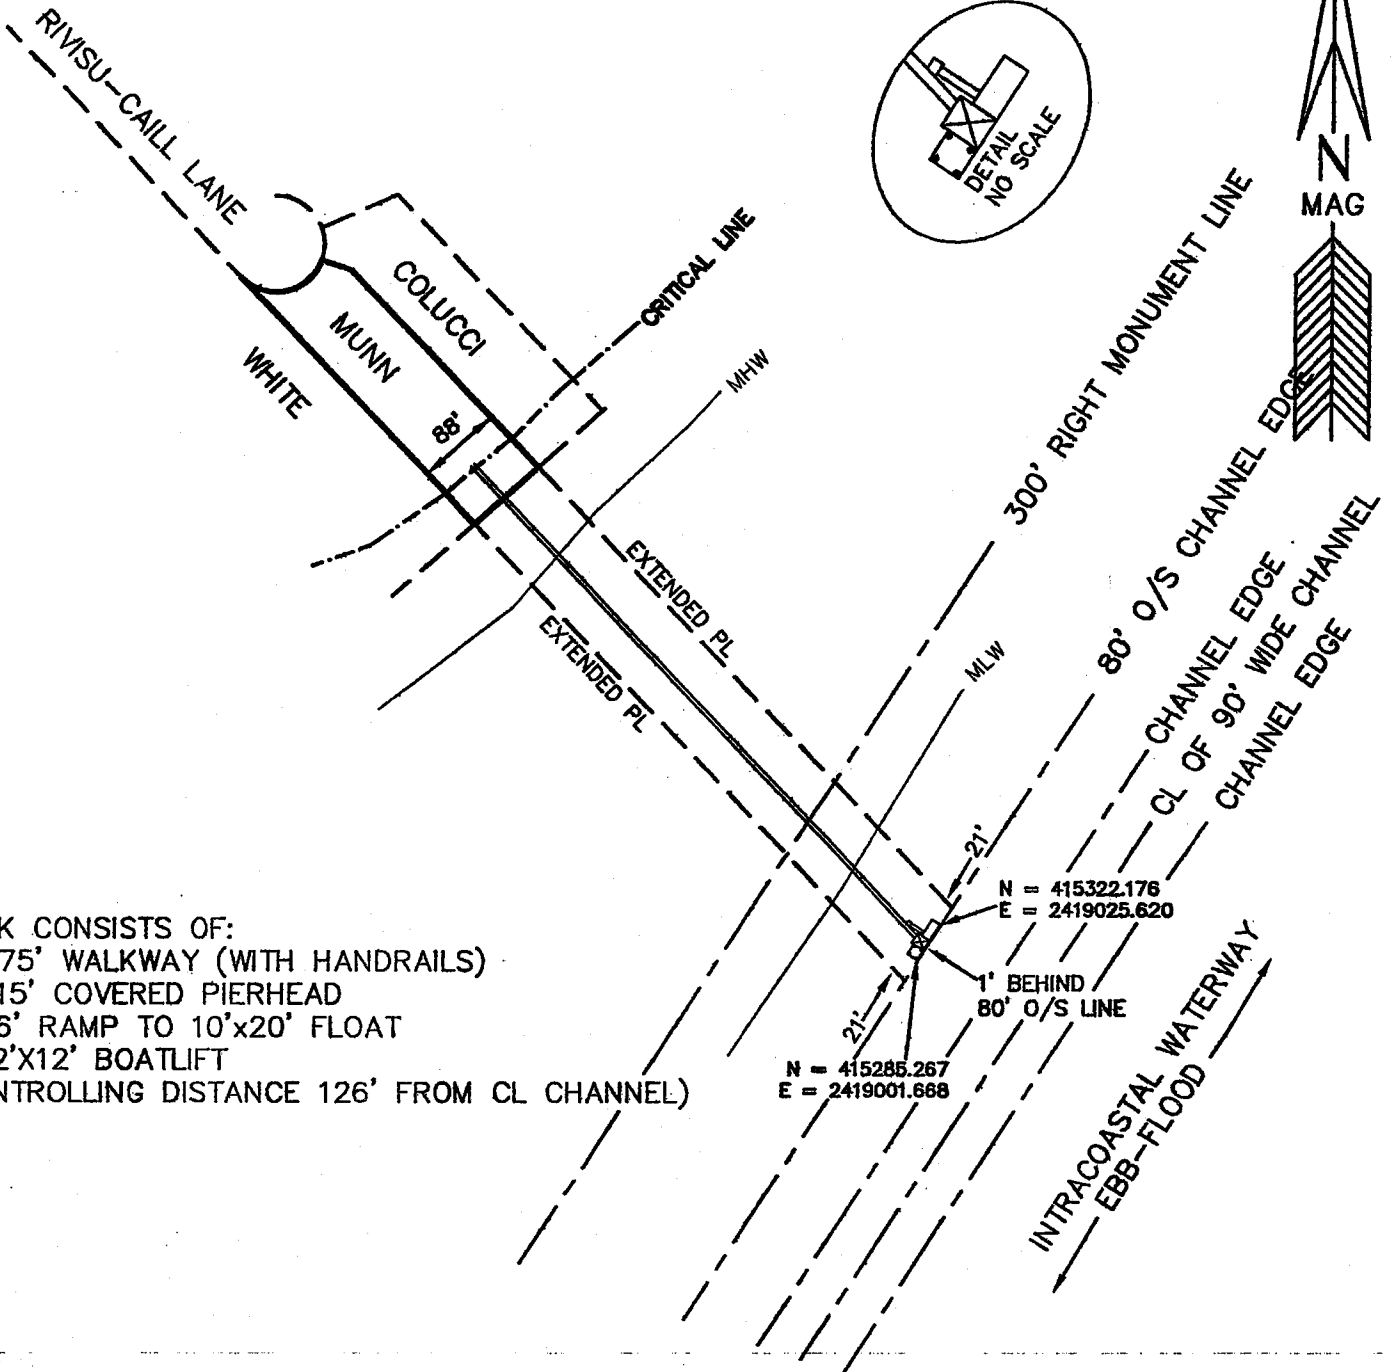 RIVISU-CAILL LANE
DETAIL
NO SCALE
N
MAG
COLUCCI
MUNN
WHITE
88'
CRITICAL LINE
MHW
300' RIGHT MONUMENT LINE
80' O/S CHANNEL EDGE
CHANNEL EDGE
CL OF 90' WIDE CHANNEL
CHANNEL EDGE
EXTENDED PL
EXTENDED PL
MLW
21'
N = 415322.176
E = 2419025.620
1' BEHIND
80' O/S LINE
21'
N = 415285.267
E = 2419001.668
INTRACOASTAL WATERWAY
EBB-FLOOD
K CONSISTS OF:
75' WALKWAY (WITH HANDRAILS)
15' COVERED PIERHEAD
6' RAMP TO 10'x20' FLOAT
2'X12' BOATLIFT
NTROLLING DISTANCE 126' FROM CL CHANNEL)